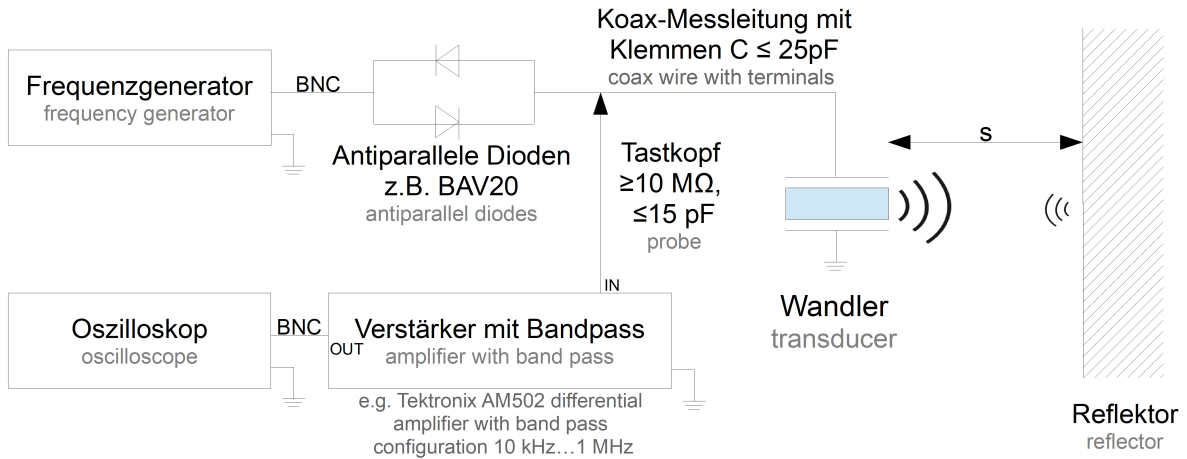 Koax-Messleitung mit
Klemmen C ≤ 25pF
coax wire with terminals
Frequenzgenerator
frequency generator
BNC
Antiparallele Dioden
z.B. BAV20
antiparallel diodes
Tastkopf
≥10 MΩ,
≤15 pF
probe
s
IN
Oszilloskop
oscilloscope
BNC
OUT
Verstärker mit Bandpass
amplifier with band pass
e.g. Tektronix AM502 differential
amplifier with band pass
configuration 10 kHz…1 MHz
Wandler
transducer
Reflektor
reflector